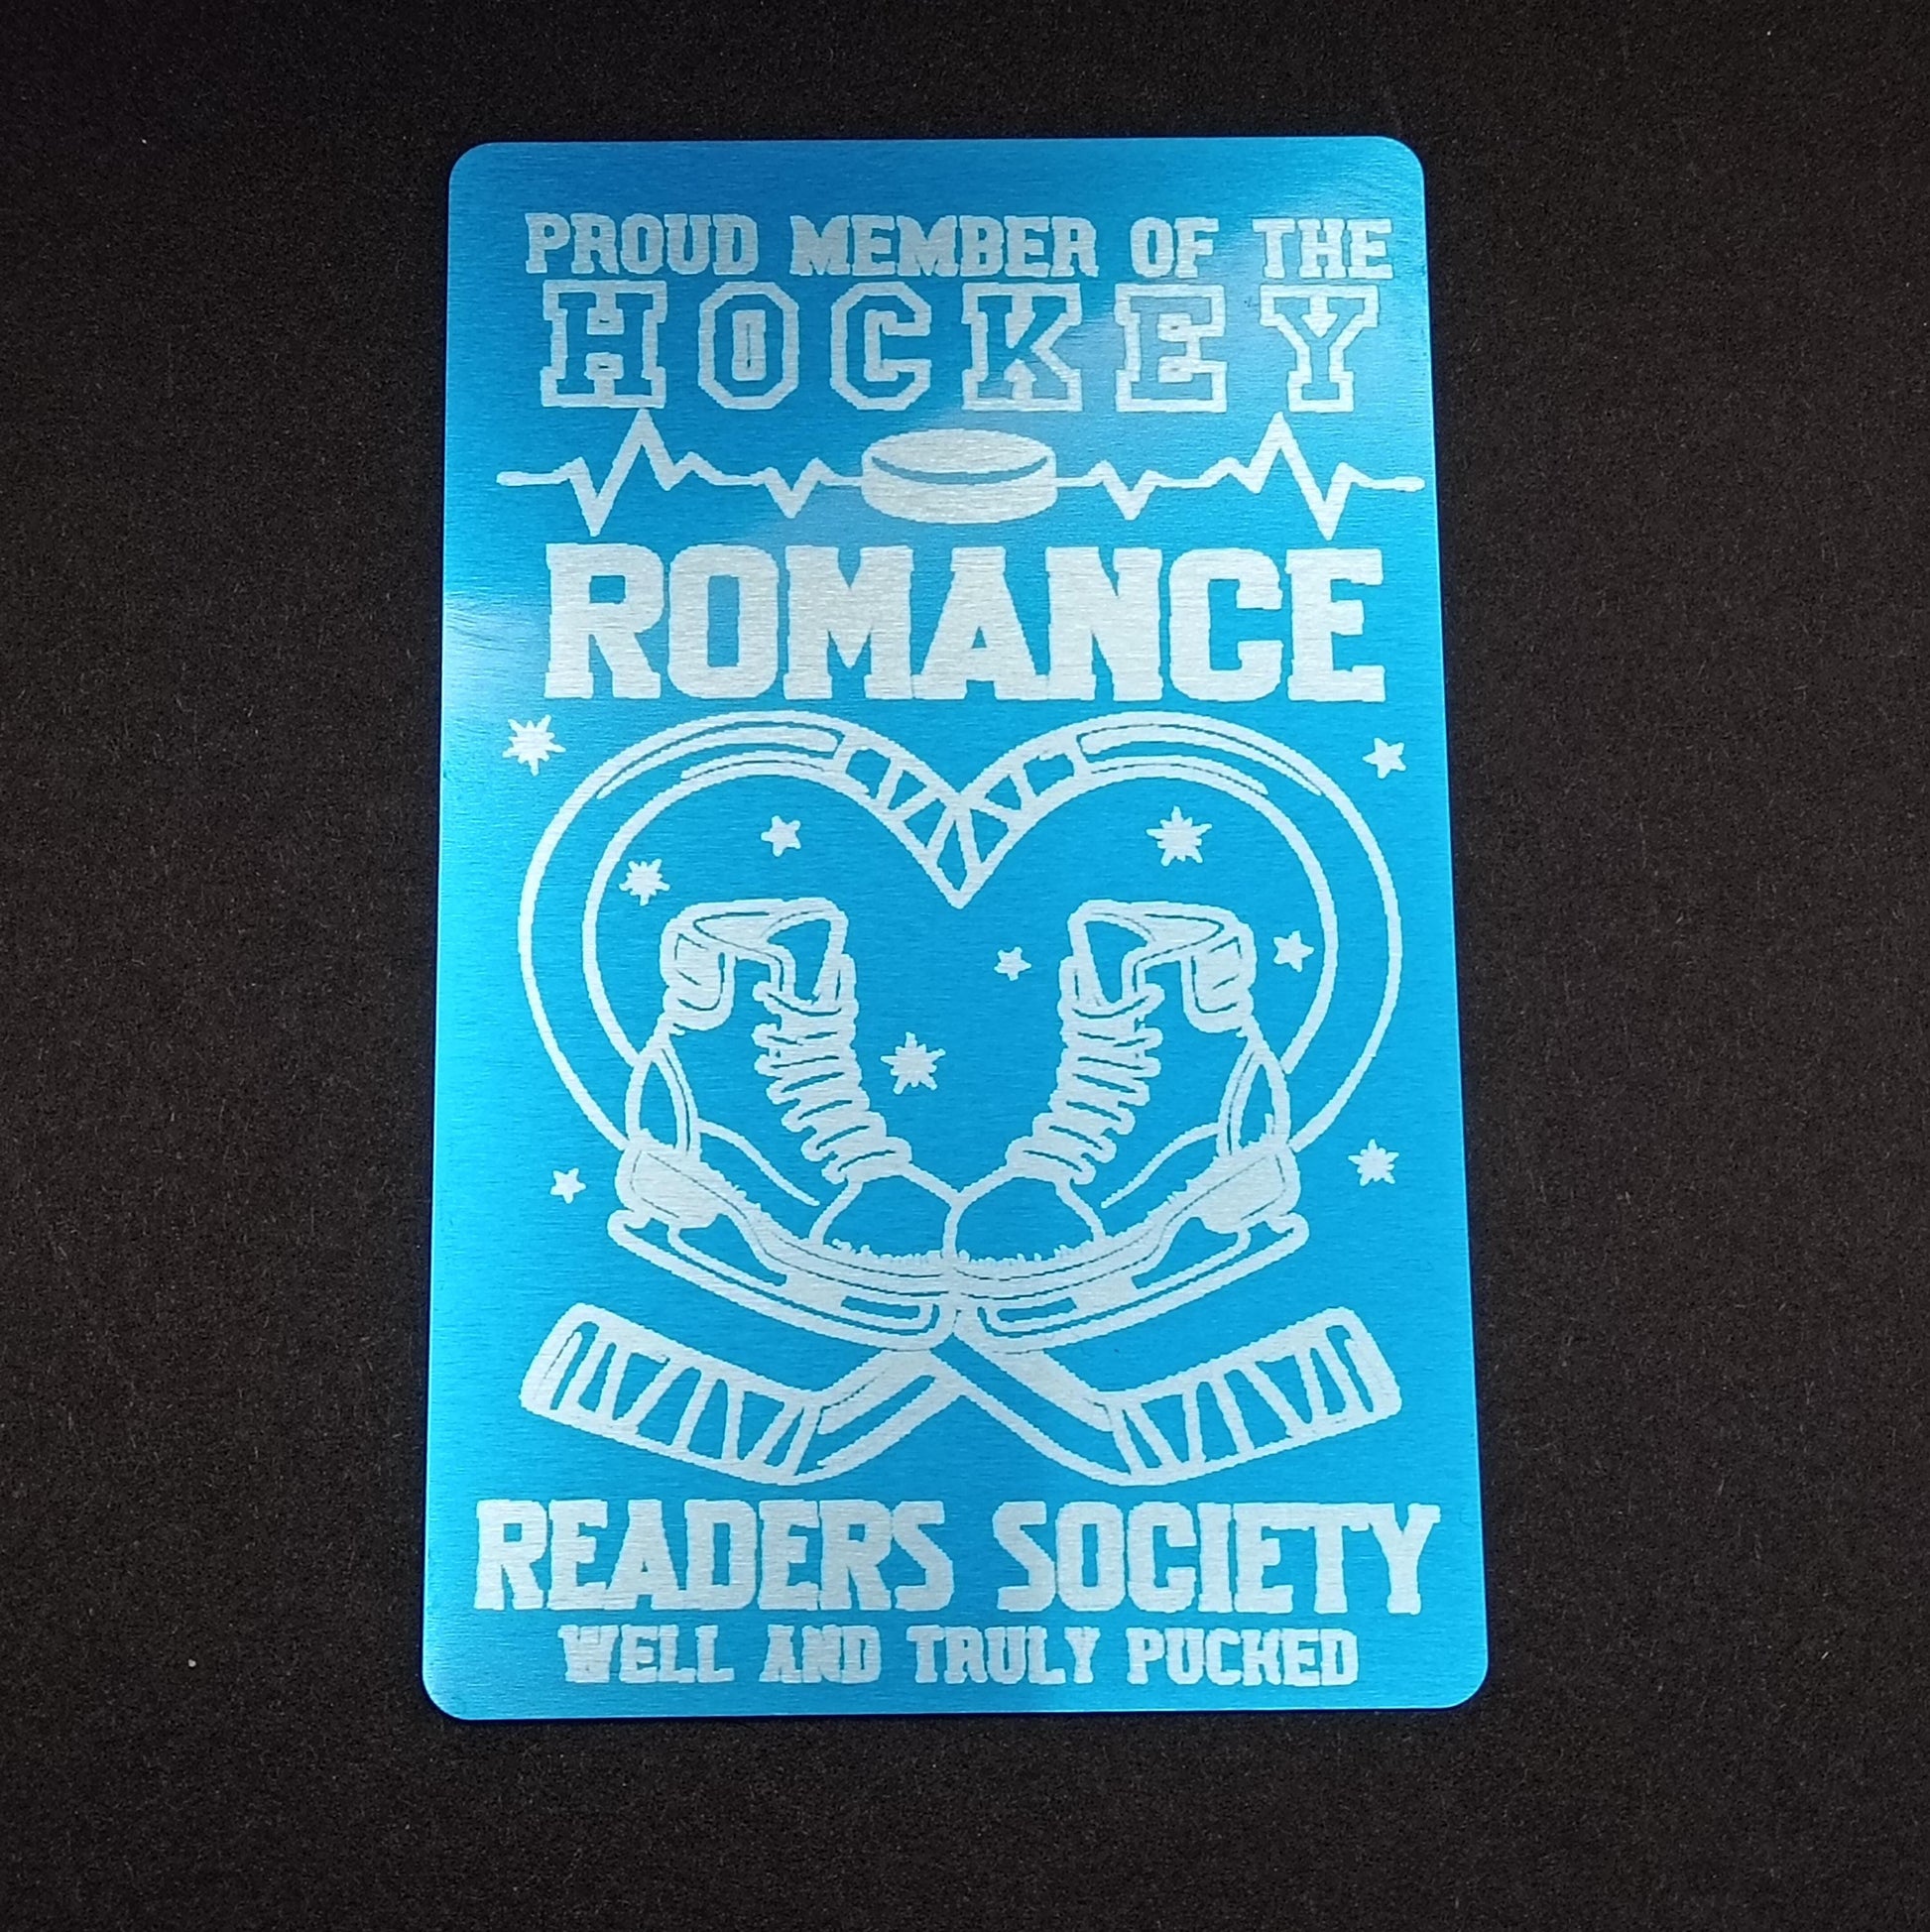 PROUD MEMBER OF THE
HOCKEY
ROMANCE
READERS SOCIETY
WELL AND TRULY PUCKED